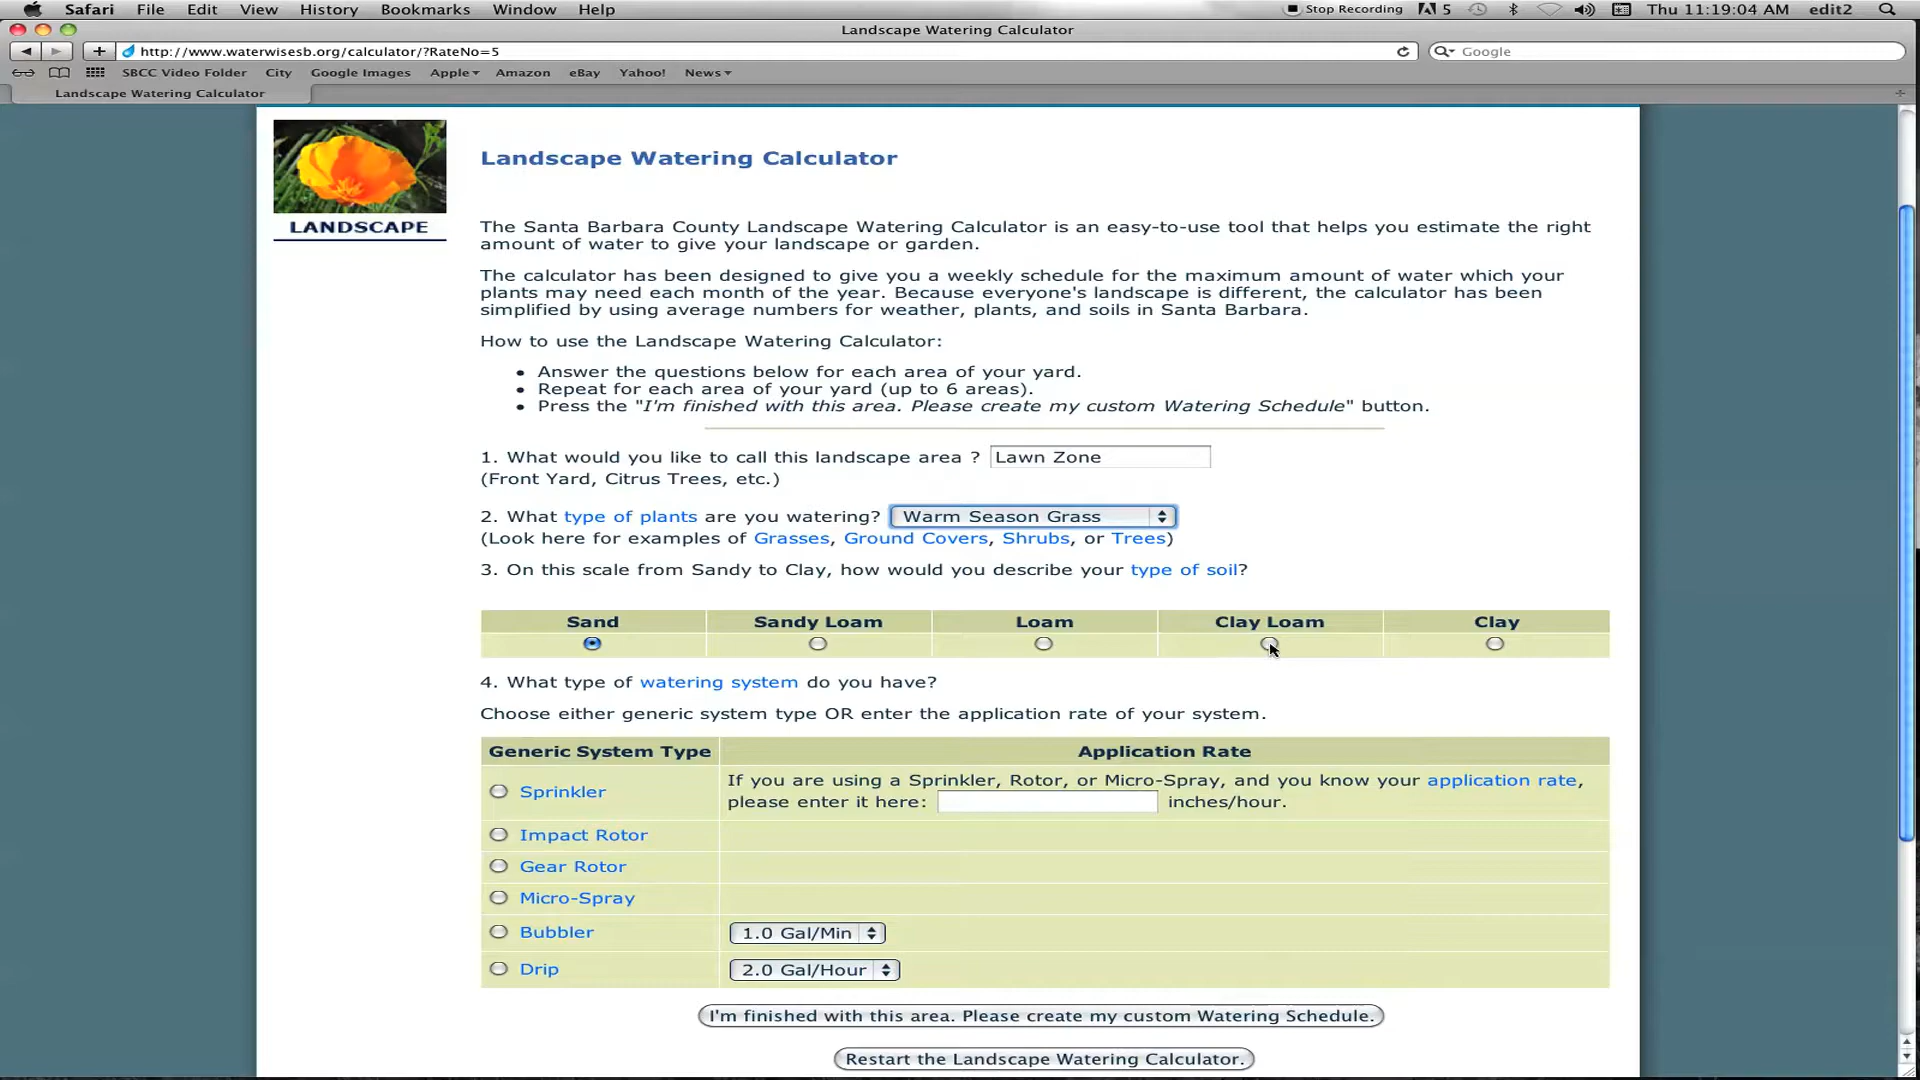 Safari File Edit View History Bookmarks Window Help Stop Recording 5 Thu 11:19:04 AM edit2
Landscape Watering Calculator
http://www.waterwisesb.org/calculator/?RateNo=5 Google
SBCC Video Folder City Google Images Apple Amazon eBay Yahoo! News
Landscape Watering Calculator
LANDSCAPE
Landscape Watering Calculator
The Santa Barbara County Landscape Watering Calculator is an easy-to-use tool that helps you estimate the right
amount of water to give your landscape or garden.
The calculator has been designed to give you a weekly schedule for the maximum amount of water which your
plants may need each month of the year. Because everyone's landscape is different, the calculator has been
simplified by using average numbers for weather, plants, and soils in Santa Barbara.
How to use the Landscape Watering Calculator:
• Answer the questions below for each area of your yard.
• Repeat for each area of your yard (up to 6 areas).
• Press the "I'm finished with this area. Please create my custom Watering Schedule" button.
1. What would you like to call this landscape area ? Lawn Zone
(Front Yard, Citrus Trees, etc.)
2. What type of plants are you watering? Warm Season Grass
(Look here for examples of Grasses, Ground Covers, Shrubs, or Trees)
3. On this scale from Sandy to Clay, how would you describe your type of soil?
Sand Sandy Loam Loam Clay Loam Clay
4. What type of watering system do you have?
Choose either generic system type OR enter the application rate of your system.
Generic System Type Application Rate
Sprinkler If you are using a Sprinkler, Rotor, or Micro-Spray, and you know your application rate,
please enter it here: inches/hour.
Impact Rotor
Gear Rotor
Micro-Spray
Bubbler 1.0 Gal/Min
Drip 2.0 Gal/Hour
I'm finished with this area. Please create my custom Watering Schedule.
Restart the Landscape Watering Calculator.